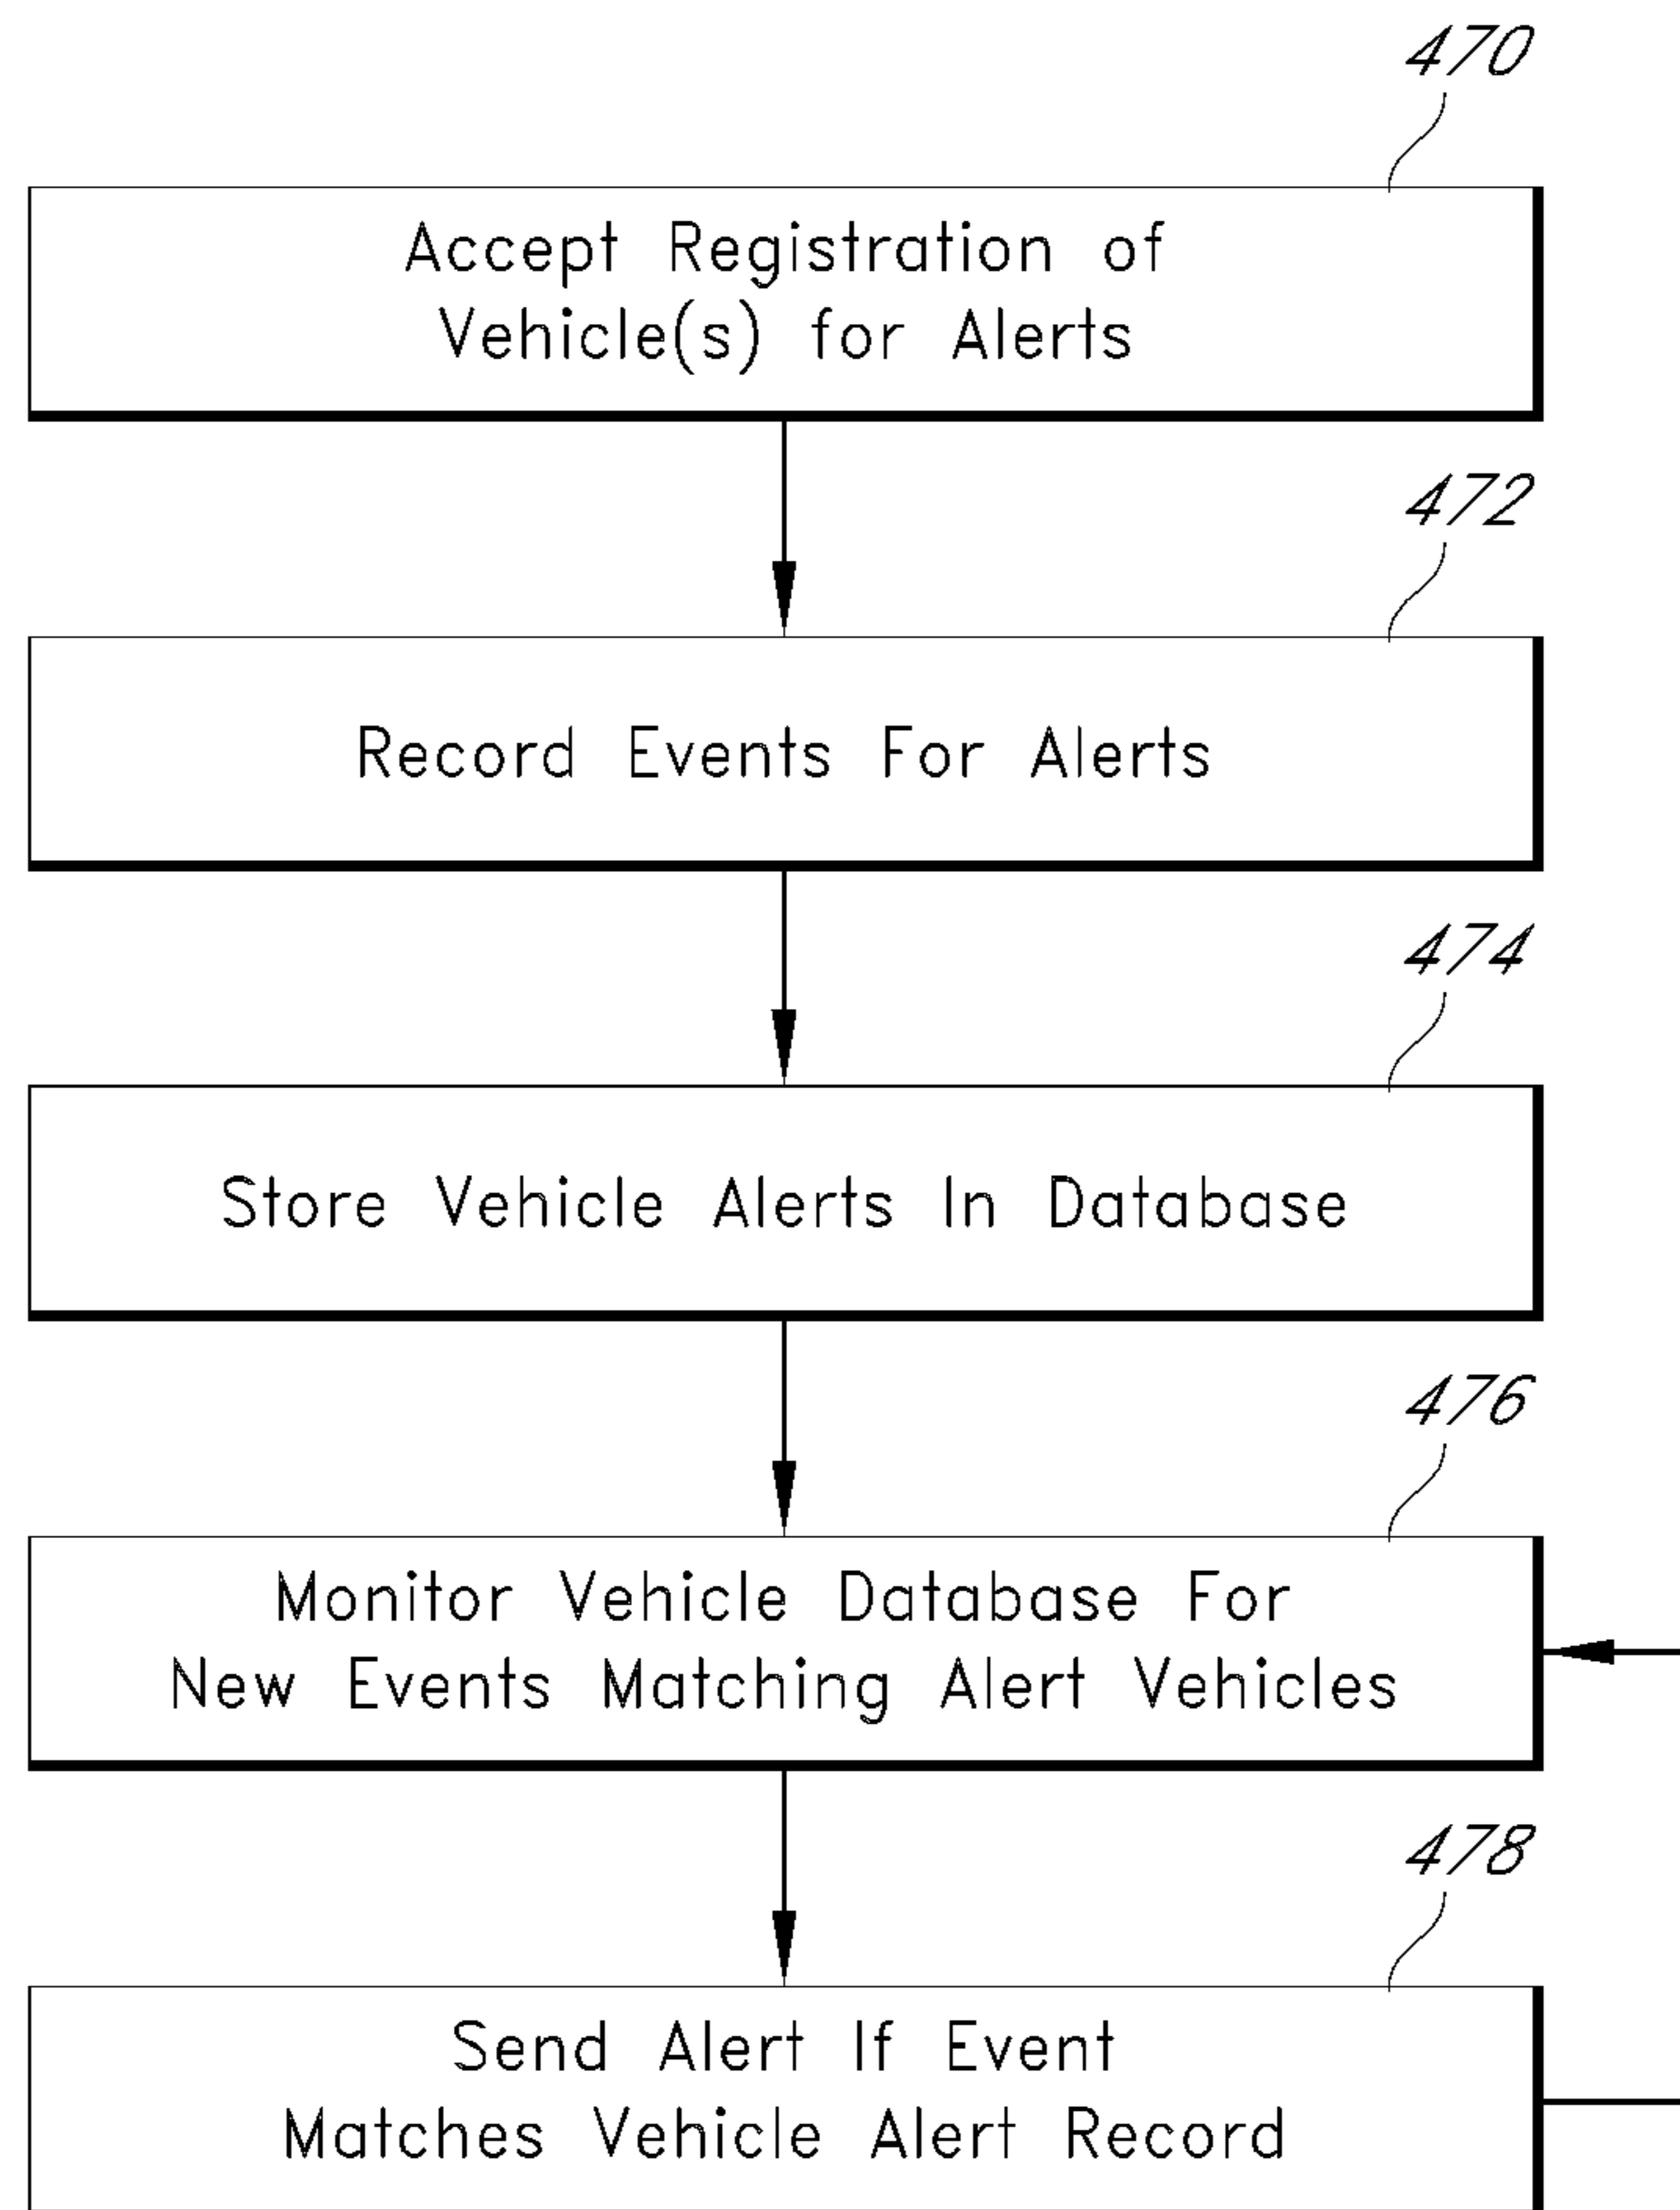 470
Accept Registration of
Vehicle(s) for Alerts
472
Record Events For Alerts
474
Store Vehicle Alerts In Database
476
Monitor Vehicle Database For
New Events Matching Alert Vehicles
478
Send Alert If Event
Matches Vehicle Alert Record